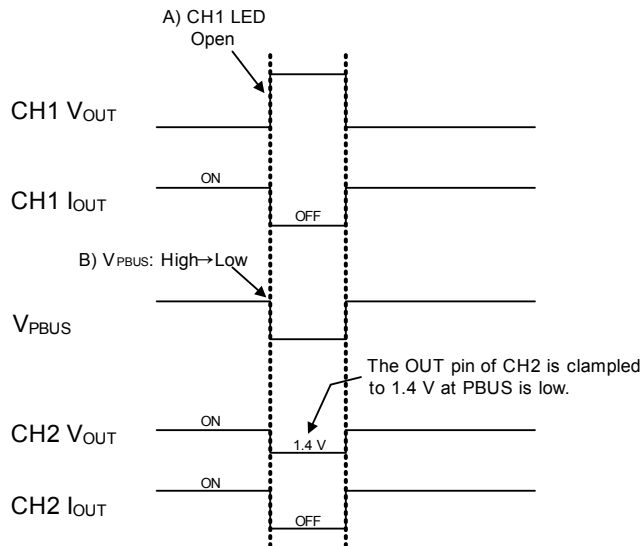 A) CH1 LED
Open
CH1 VOUT
ON
CH1 IOUT
OFF
B) VPBUS: High→Low
VPBUS
The OUT pin of CH2 is clamped
to 1.4 V at PBUS is low.
ON
CH2 VOUT
1.4 V
ON
CH2 IOUT
OFF